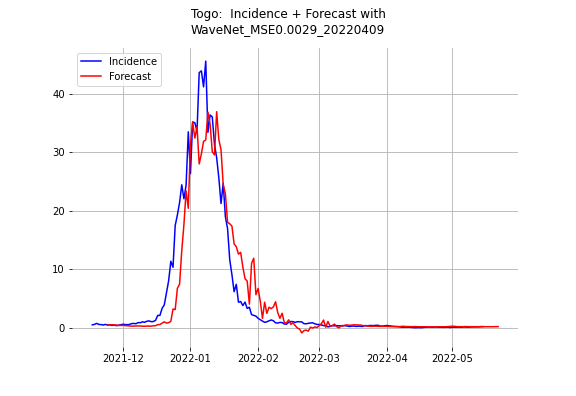 Togo:  Incidence + Forecast with
WaveNet_MSE0.0029_20220409
Incidence
Forecast
40
30
20
10
0
2021-12 2022-01 2022-02 2022-03 2022-04 2022-05